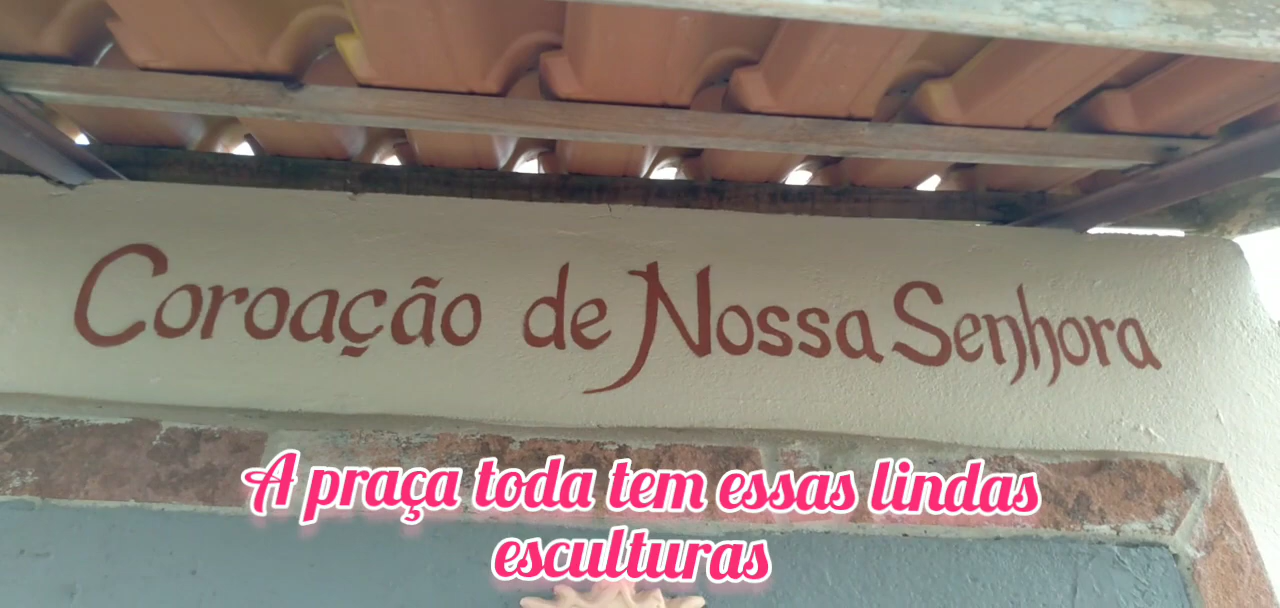 Coroação de Nossa Senhora
A praça toda tem essas lindas
esculturas